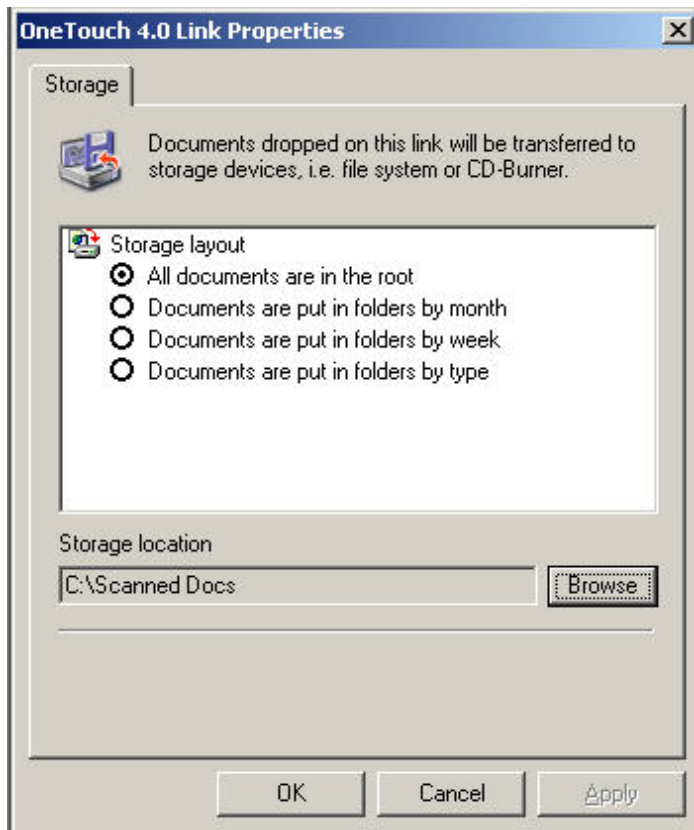 OneTouch 4.0 Link Properties
Storage
Documents dropped on this link will be transferred to
storage devices, i.e. file system or CD-Burner.
Storage layout
All documents are in the root
Documents are put in folders by month
Documents are put in folders by week
Documents are put in folders by type
Storage location
C:\Scanned Docs
Browse
OK
Cancel
Apply